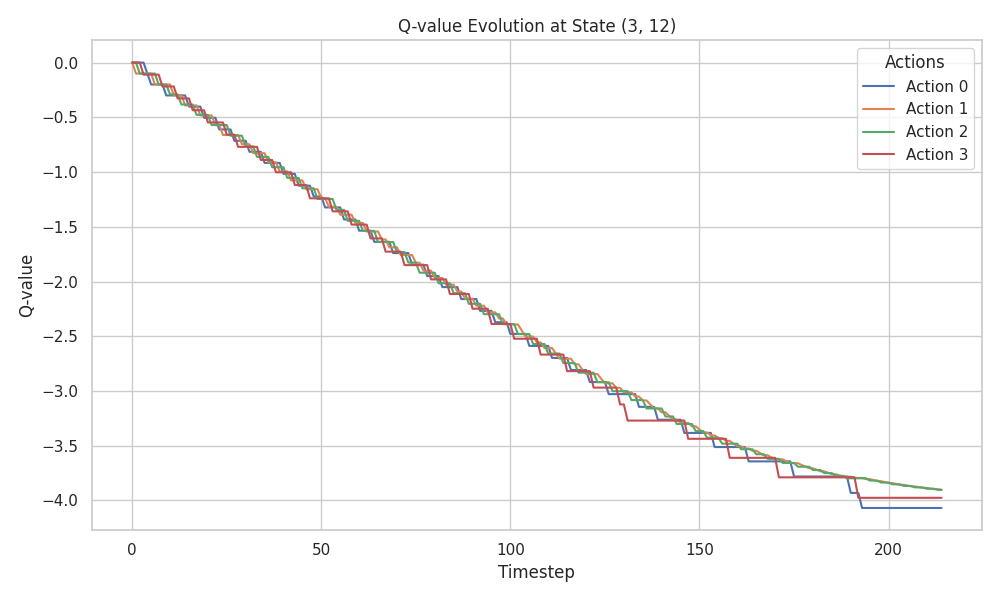 Q-value Evolution at State (3, 12)
Actions
Action 0
Action 1
Action 2
Action 3
Q-value
0.0
−0.5
−1.0
−1.5
−2.0
−2.5
−3.0
−3.5
−4.0
0
50
100
150
200
Timestep